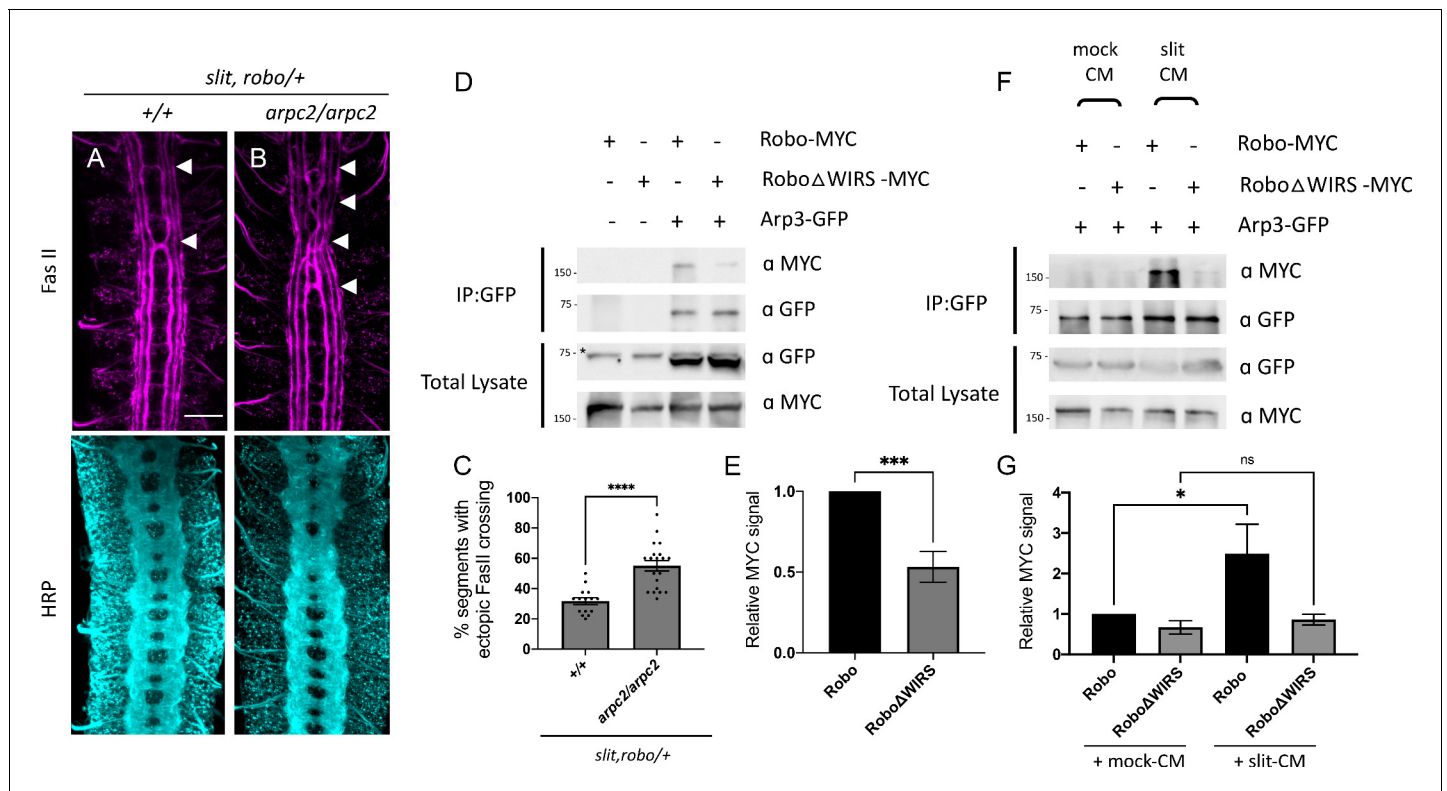 slit, robo/+
+/+ arpc2/arpc2
A B
Fas II
HRP
D
+ - + - Robo-MYC
- + - + Robo△WIRS -MYC
- - + + Arp3-GFP
IP:GFP
150 - α MYC
75 - α GFP
Total Lysate
* 75 - α GFP
150 - α MYC
C
% segments with
ectopic FasII crossing
100
80
60
40
20
0
****
+/+
arpc2/arpc2
slit,robo/+
E
Relative MYC signal
1.0
0.5
0.0
***
Robo
RoboΔWIRS
F
mock
CM
slit
CM
+ - + - Robo-MYC
- + - + Robo△WIRS -MYC
+ + + + Arp3-GFP
IP:GFP
150 - α MYC
75 - α GFP
Total Lysate
75 - α GFP
150 - α MYC
G
Relative MYC signal
4
3
2
1
0
*
ns
Robo
RoboΔWIRS
Robo
RoboΔWIRS
+ mock-CM
+ slit-CM